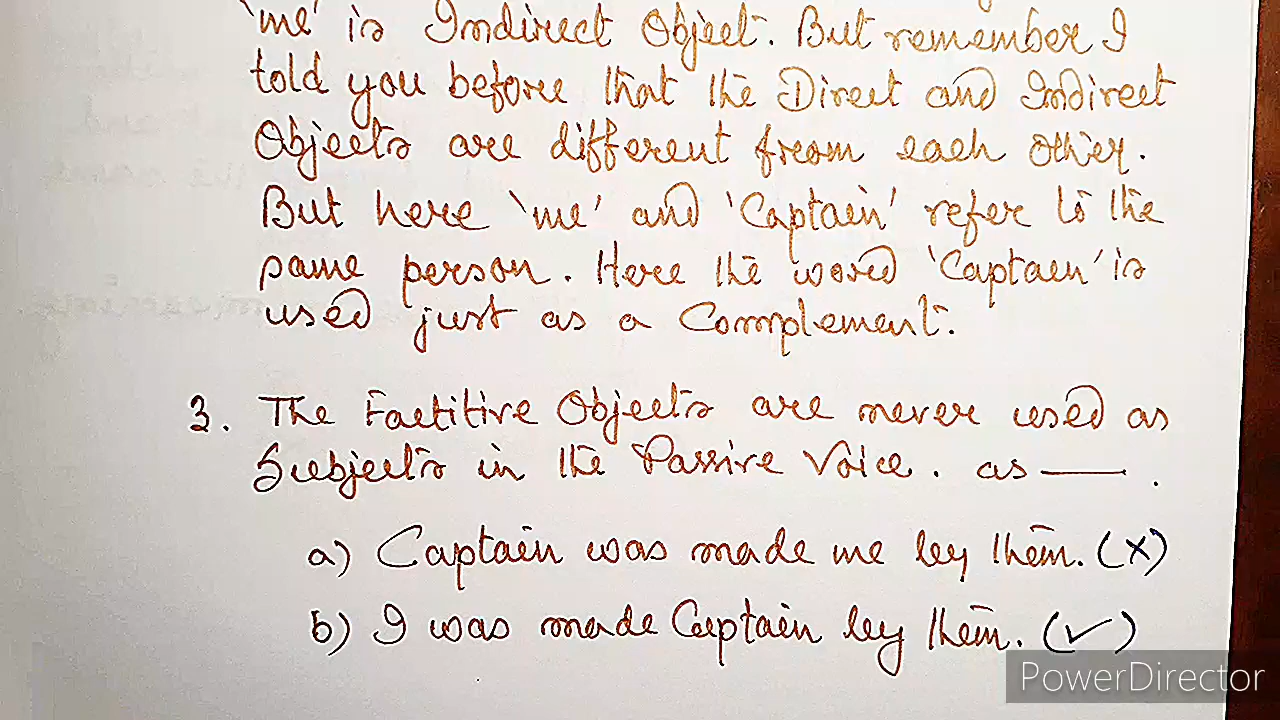 'me' is Indirect Object. But remember I
told you before that the Direct and Indirect
Objects are different from each other.
But here 'me' and 'Captain' refer to the
same person. Here the word 'Captain' is
used just as a Complement.
3. The Factitive Objects are never used as
Subjects in the Passive Voice. as — .
a) Captain was made me by them. (×)
b) I was made Captain by them. (✓)
PowerDirector